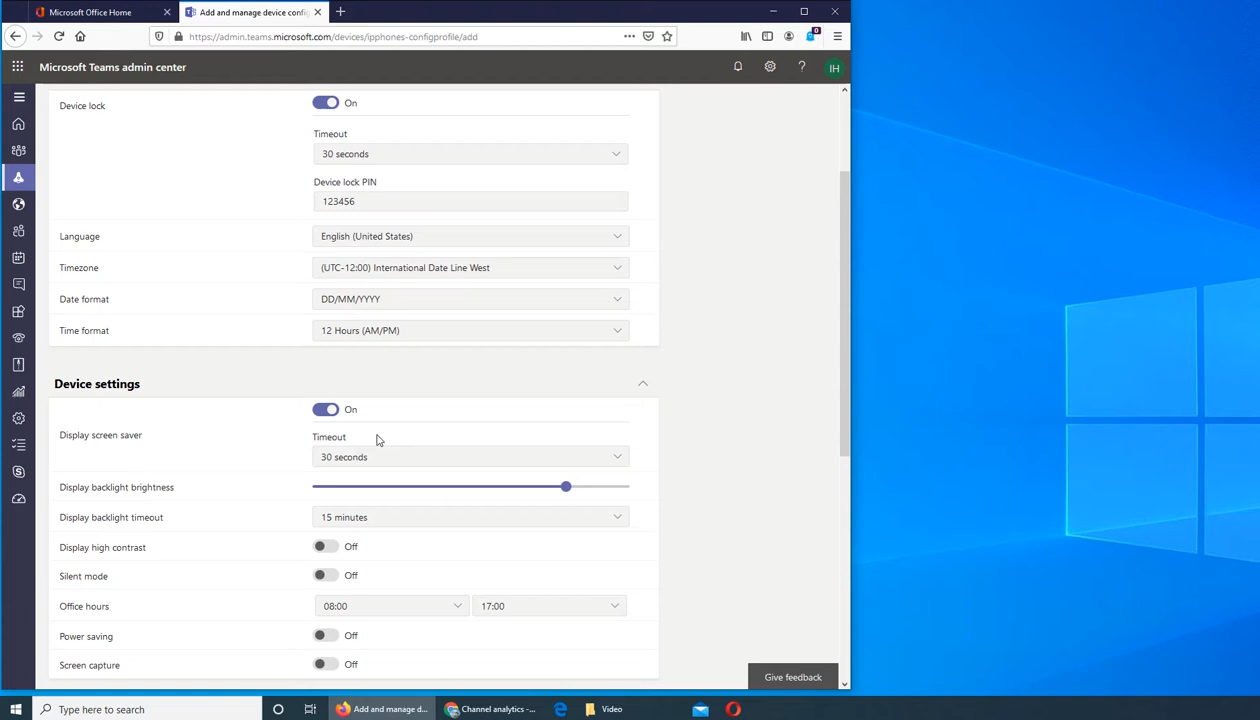 Microsoft Office Home
Add and manage device config
https://admin.teams.microsoft.com/devices/ipphones-configprofile/add
0
Microsoft Teams admin center
?
IH
Device lock
On
Timeout
30 seconds
Device lock PIN
123456
Language
English (United States)
Timezone
(UTC-12:00) International Date Line West
Date format
DD/MM/YYYY
Time format
12 Hours (AM/PM)
Device settings
On
Display screen saver
Timeout
30 seconds
Display backlight brightness
Display backlight timeout
15 minutes
Display high contrast
Off
Silent mode
Off
Office hours
08:00
17:00
Power saving
Off
Screen capture
Off
Give feedback
Type here to search
Add and manage d...
Channel analytics -...
Video